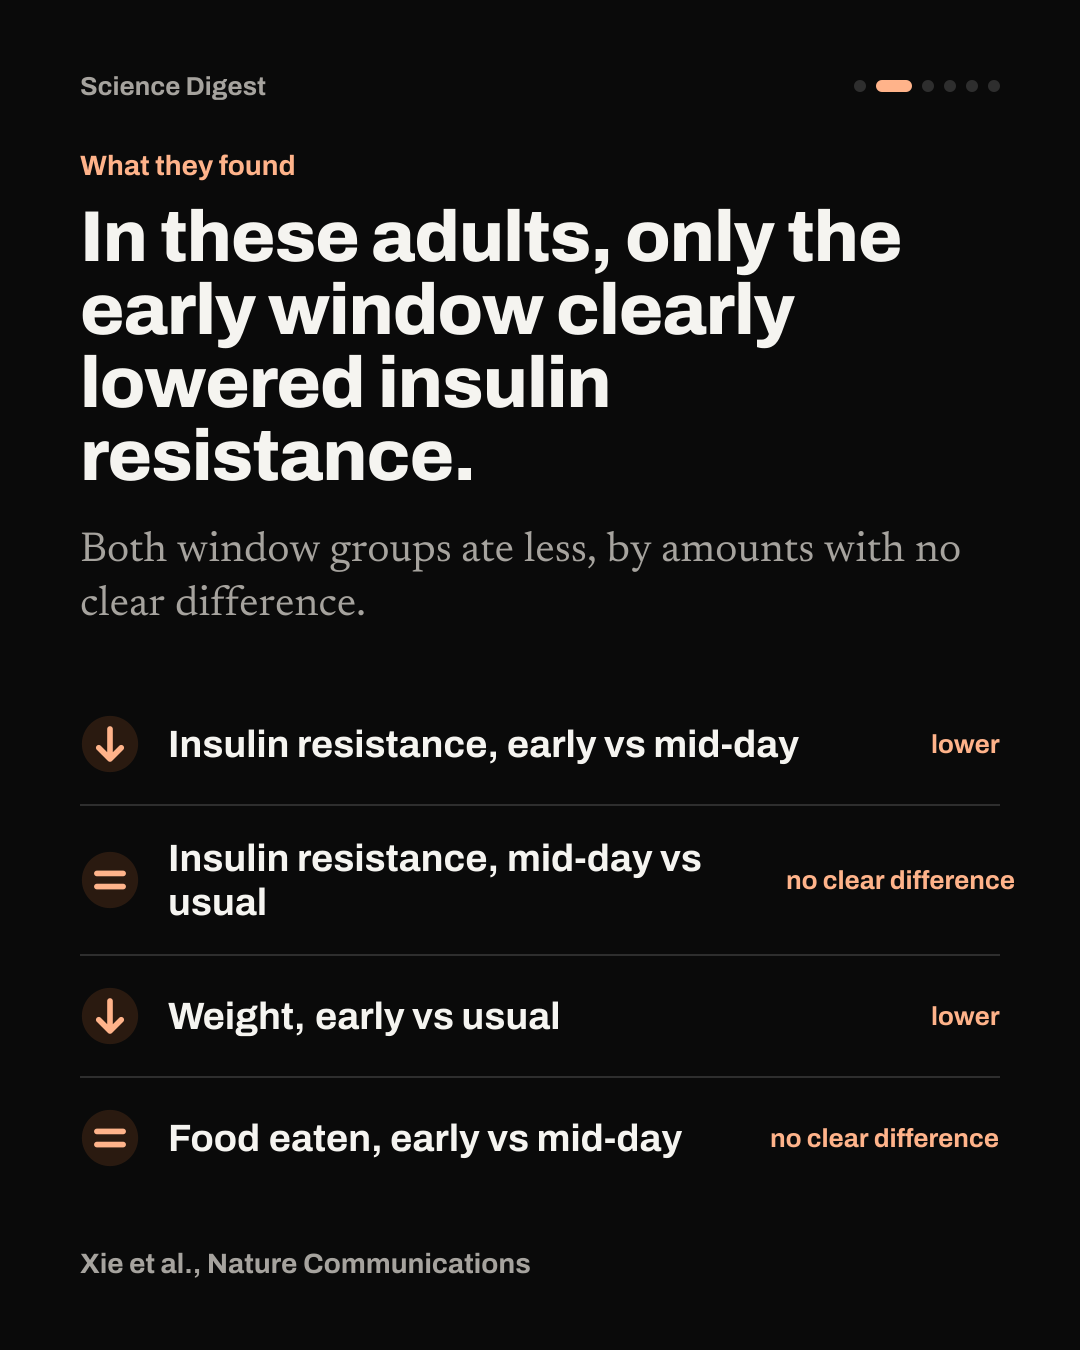 Science Digest
What they found
In these adults, only the
early window clearly
lowered insulin
resistance.
Both window groups ate less, by amounts with no
clear difference.
Insulin resistance, early vs mid-day
lower
Insulin resistance, mid-day vs
usual
no clear difference
Weight, early vs usual
lower
Food eaten, early vs mid-day
no clear difference
Xie et al., Nature Communications